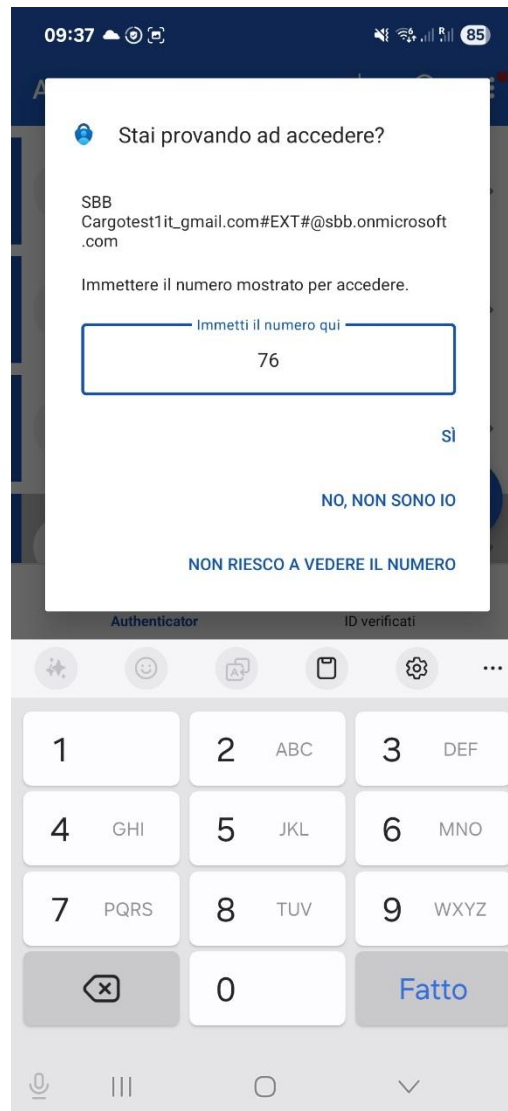 09:37
85
A
Stai provando ad accedere?
SBB
Cargotest1it_gmail.com#EXT#@sbb.onmicrosoft
.com
Immettere il numero mostrato per accedere.
Immetti il numero qui
76
SÌ
NO, NON SONO IO
NON RIESCO A VEDERE IL NUMERO
Authenticator ID verificati
1 2 ABC 3 DEF
4 GHI 5 JKL 6 MNO
7 PQRS 8 TUV 9 WXYZ
0 Fatto